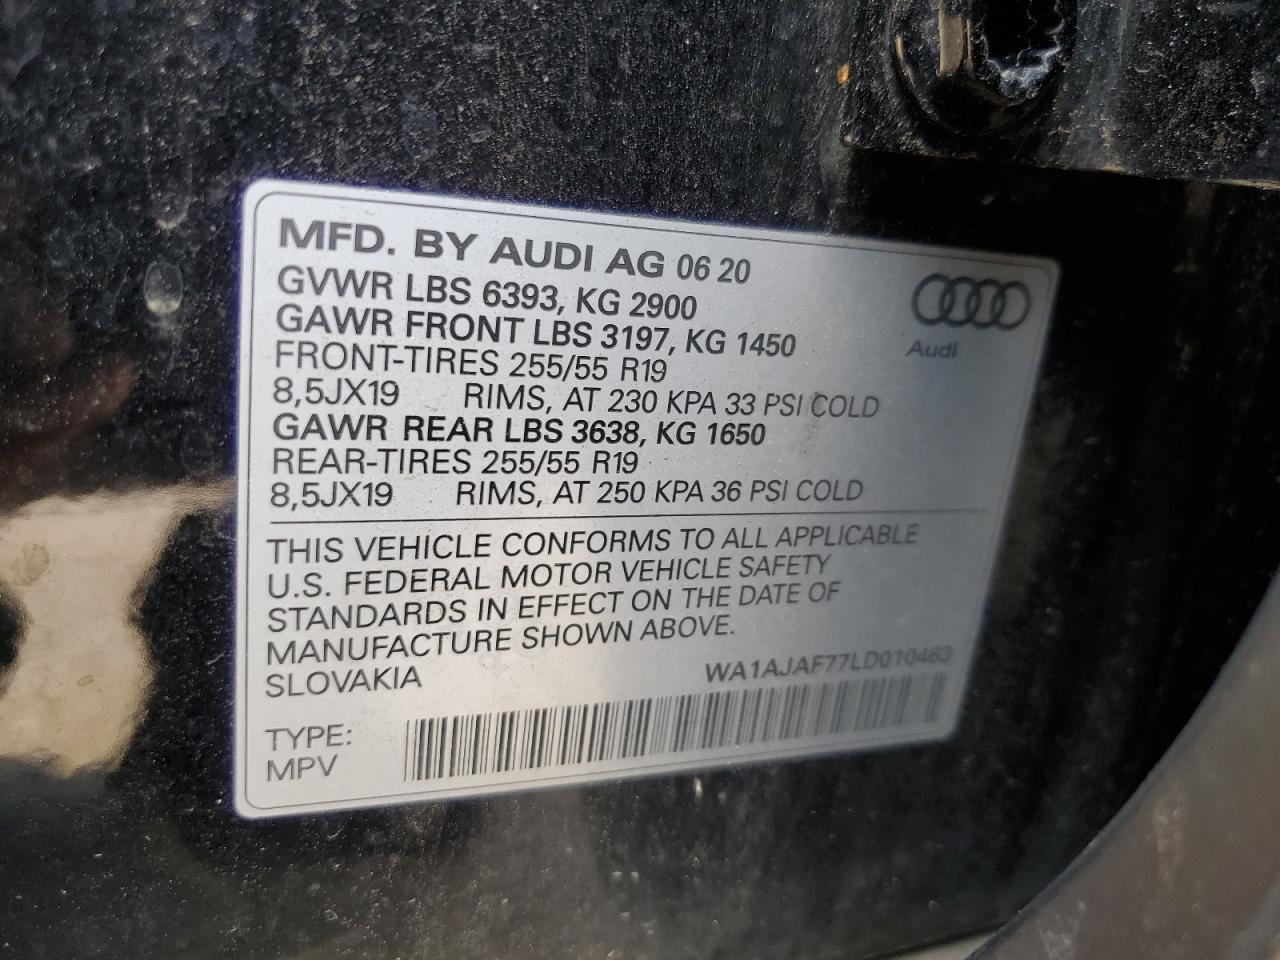 MFD. BY AUDI AG 06 20
GVWR LBS 6393, KG 2900
GAWR FRONT LBS 3197, KG 1450
FRONT-TIRES 255/55 R19
8,5JX19 RIMS, AT 230 KPA 33 PSI COLD
GAWR REAR LBS 3638, KG 1650
REAR-TIRES 255/55 R19
8,5JX19 RIMS, AT 250 KPA 36 PSI COLD
Audi
THIS VEHICLE CONFORMS TO ALL APPLICABLE
U.S. FEDERAL MOTOR VEHICLE SAFETY
STANDARDS IN EFFECT ON THE DATE OF
MANUFACTURE SHOWN ABOVE.
SLOVAKIA WA1AJAF77LD010463
TYPE:
MPV